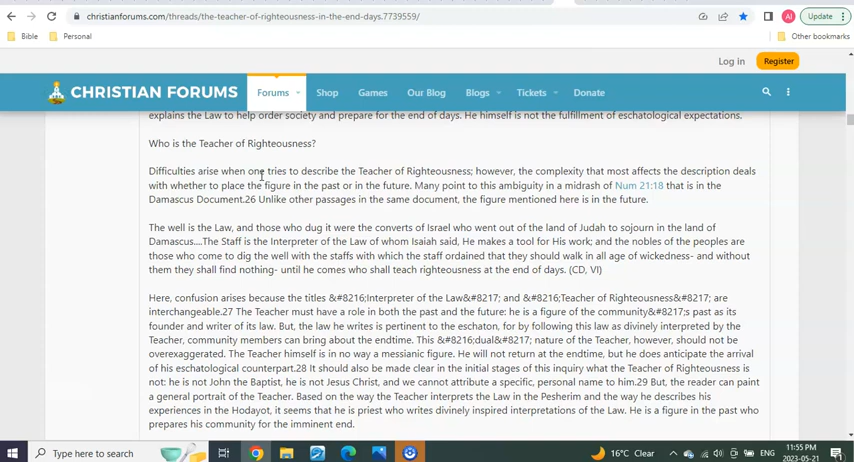 christianforums.com/threads/the-teacher-of-righteousness-in-the-end-days.7739559/
AI
Update
Bible
Personal
Other bookmarks
Log in
Register
CHRISTIAN FORUMS
Forums
Shop
Games
Our Blog
Blogs
Tickets
Donate
explains the Law to help order society and prepare for the end of days. He himself is not the fulfillment of eschatological expectations.
Who is the Teacher of Righteousness?
Difficulties arise when one tries to describe the Teacher of Righteousness; however, the complexity that most affects the description deals
with whether to place the figure in the past or in the future. Many point to this ambiguity in a midrash of Num 21:18 that is in the
Damascus Document.26 Unlike other passages in the same document, the figure mentioned here is in the future.
The well is the Law, and those who dug it were the converts of Israel who went out of the land of Judah to sojourn in the land of
Damascus....The Staff is the Interpreter of the Law of whom Isaiah said, He makes a tool for His work; and the nobles of the peoples are
those who come to dig the well with the staffs with which the staff ordained that they should walk in all age of wickedness- and without
them they shall find nothing- until he comes who shall teach righteousness at the end of days. (CD, VI)
Here, confusion arises because the titles &#8216;Interpreter of the Law&#8217; and &#8216;Teacher of Righteousness&#8217; are
interchangeable.27 The Teacher must have a role in both the past and the future: he is a figure of the community&#8217;s past as its
founder and writer of its law. But, the law he writes is pertinent to the eschaton, for by following this law as divinely interpreted by the
Teacher, community members can bring about the endtime. This &#8216;dual&#8217; nature of the Teacher, however, should not be
overexaggerated. The Teacher himself is in no way a messianic figure. He will not return at the endtime, but he does anticipate the arrival
of his eschatological counterpart.28 It should also be made clear in the initial stages of this inquiry what the Teacher of Righteousness is
not: he is not John the Baptist, he is not Jesus Christ, and we cannot attribute a specific, personal name to him.29 But, the reader can paint
a general portrait of the Teacher. Based on the way the Teacher interprets the Law in the Pesherim and the way he describes his
experiences in the Hodayot, it seems that he is priest who writes divinely inspired interpretations of the Law. He is a figure in the past who
prepares his community for the imminent end.
Type here to search
16°C Clear
ENG
11:55 PM
2023-05-21